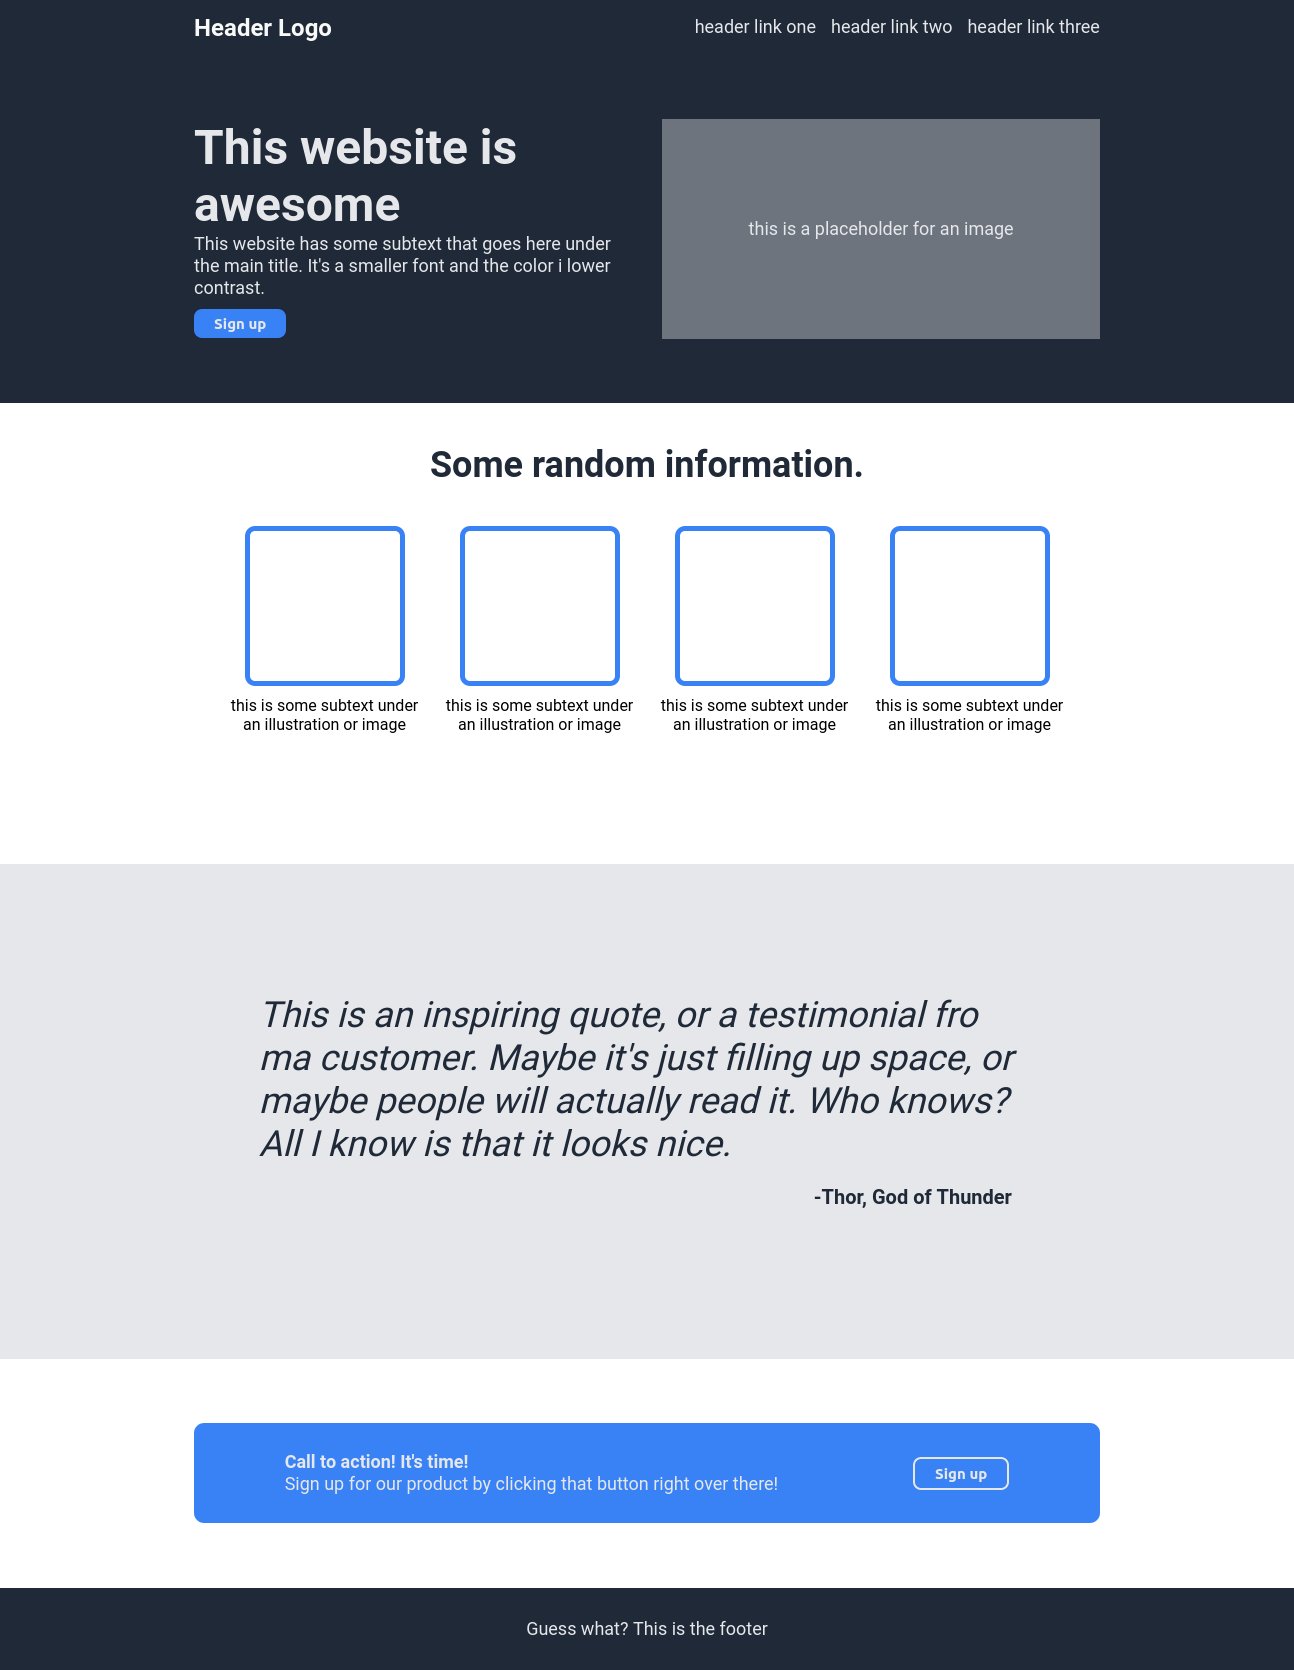 Header Logo
header link one header link two header link three
This website is
awesome
This website has some subtext that goes here under
the main title. It's a smaller font and the color i lower
contrast.
Sign up
this is a placeholder for an image
Some random information.
this is some subtext under
an illustration or image
this is some subtext under
an illustration or image
this is some subtext under
an illustration or image
this is some subtext under
an illustration or image
This is an inspiring quote, or a testimonial fro
ma customer. Maybe it's just filling up space, or
maybe people will actually read it. Who knows?
All I know is that it looks nice.
-Thor, God of Thunder
Call to action! It's time!
Sign up for our product by clicking that button right over there!
Sign up
Guess what? This is the footer